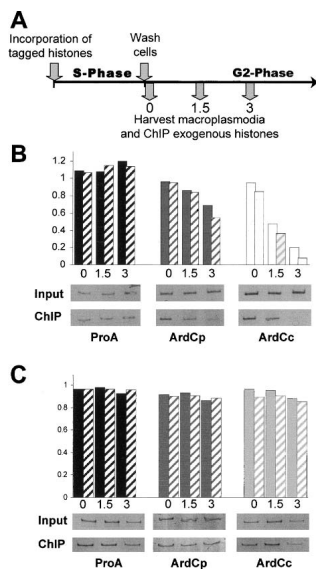 A
Incorporation of
tagged histones
Wash
cells
S-Phase
G2-Phase
0 1.5 3
Harvest macroplasmodia
and ChIP exogenous histones
B
1.2
1
0.8
0.6
0.4
0.2
0
0 1.5 3 0 1.5 3 0 1.5 3
Input
ChIP
ProA ArdCp ArdCc
C
1
0.8
0.6
0.4
0.2
0
0 1.5 3 0 1.5 3 0 1.5 3
Input
ChIP
ProA ArdCp ArdCc